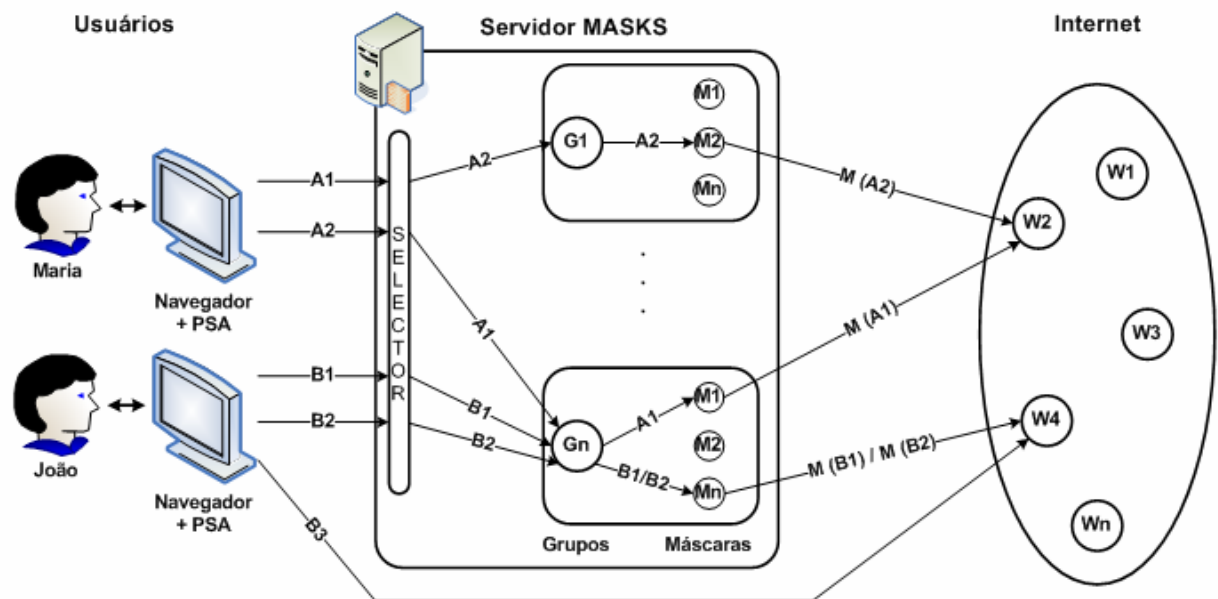 Usuários
Servidor MASKS
Internet
Maria
Navegador
+ PSA
A1
A2
João
Navegador
+ PSA
B1
B2
B3
SELECTOR
A2
A1
B1
B2
G1
A2
M1
M2
Mn
.
.
.
Gn
A1
B1/B2
M1
M2
Mn
Grupos
Máscaras
M (A2)
M (A1)
M (B1) / M (B2)
W1
W2
W3
W4
Wn